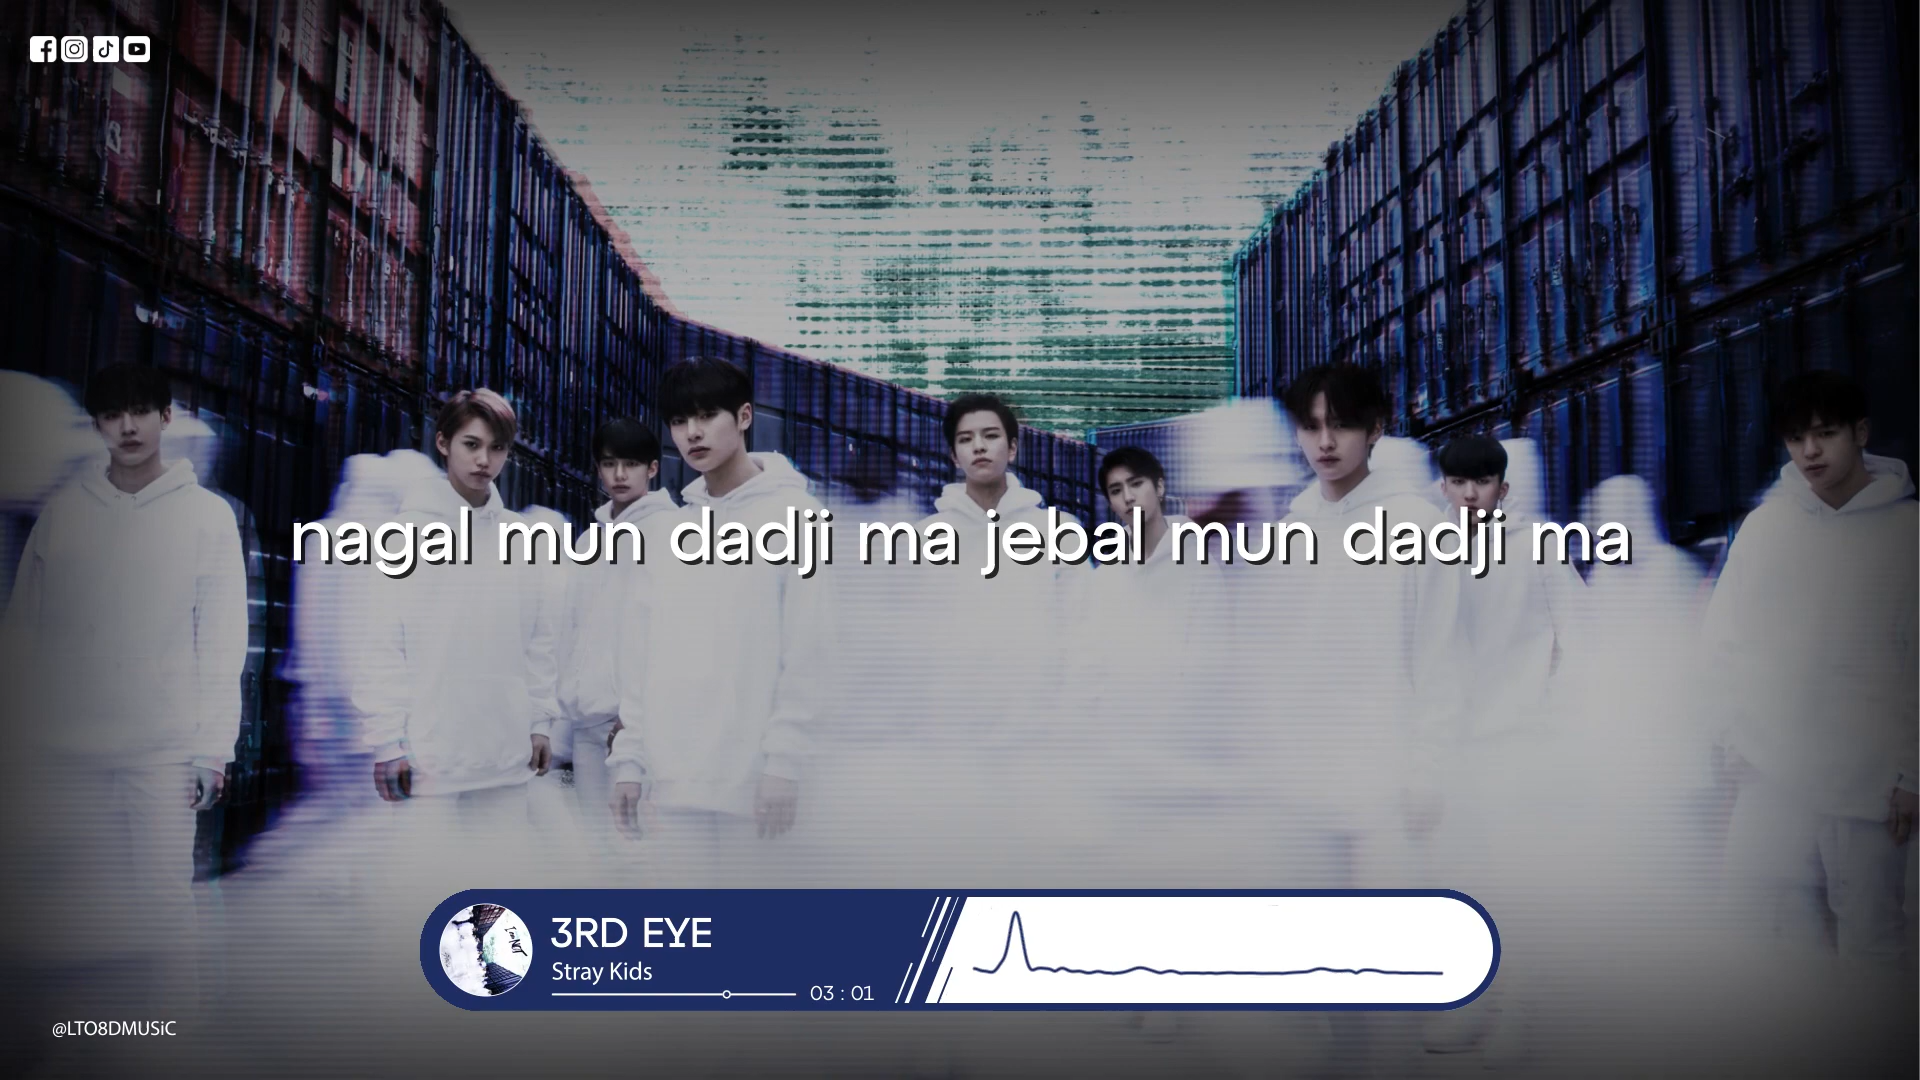 nagal mun dadji ma jebal mun dadji ma
3RD EYE
Stray Kids
03 : 01
@LTO8DMUSiC